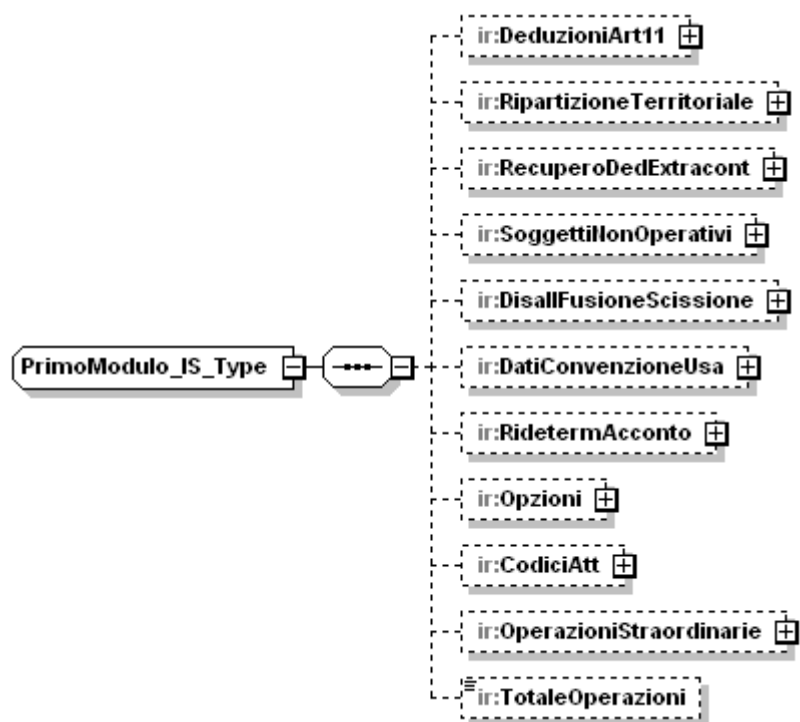 ir:DeduzioniArt11
ir:RipartizioneTerritoriale
ir:RecuperoDedExtracont
ir:SoggettiNonOperativi
ir:DisallFusioneScissione
PrimoModulo_IS_Type
ir:DatiConvenzioneUsa
ir:RidetermAcconto
ir:Opzioni
ir:CodiciAtt
ir:OperazioniStraordinarie
ir:TotaleOperazioni